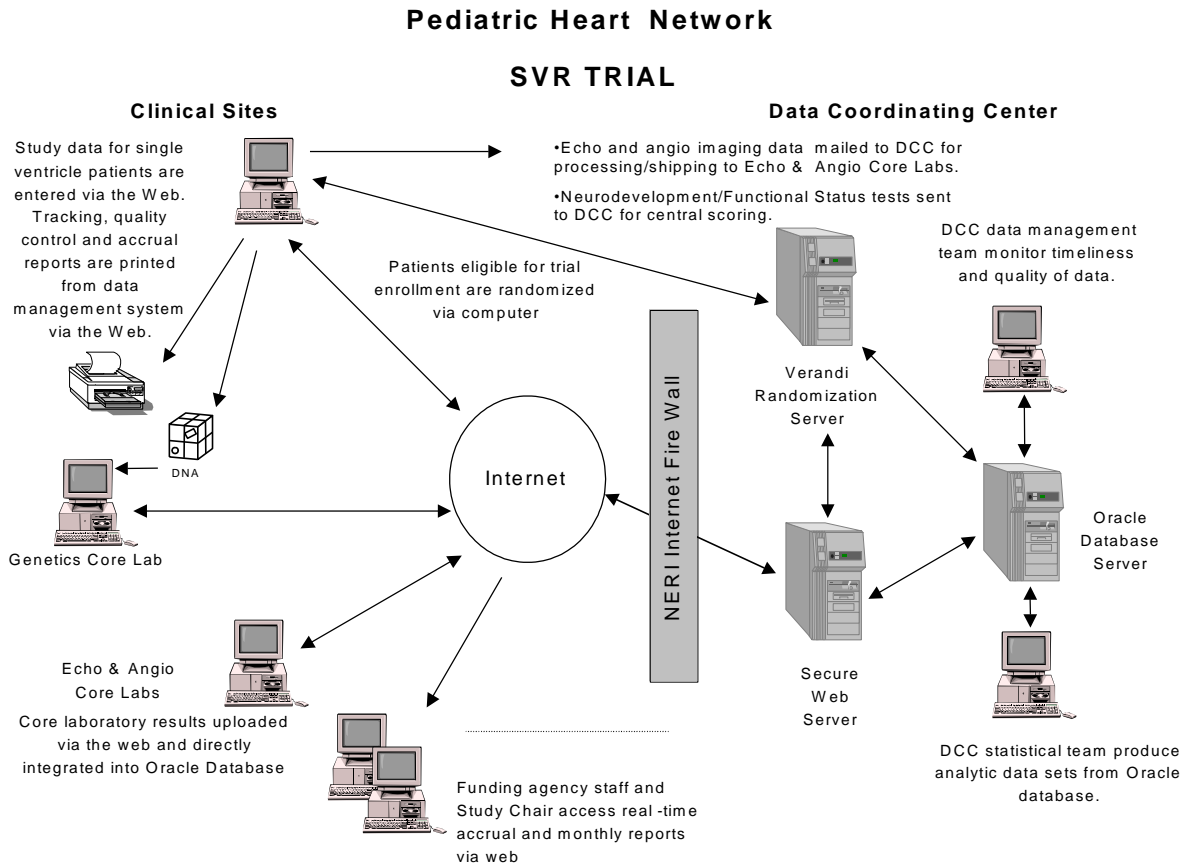 Pediatric Heart Network
SVR TRIAL
Clinical Sites
Study data for single
ventricle patients are
entered via the Web.
Tracking, quality
control and accrual
reports are printed
from data
management system
via the Web.
Data Coordinating Center
•Echo and angio imaging data mailed to DCC for
processing/shipping to Echo & Angio Core Labs.
•Neurodevelopment/Functional Status tests sent
to DCC for central scoring.
DCC data management
team monitor timeliness
and quality of data.
Patients eligible for trial
enrollment are randomized
via computer
Verandi
Randomization
Server
DNA
Genetics Core Lab
Internet
NERI Internet Fire Wall
Oracle
Database
Server
Echo & Angio
Core Labs
Core laboratory results uploaded
via the web and directly
integrated into Oracle Database
Secure
Web
Server
Funding agency staff and
Study Chair access real -time
accrual and monthly reports
via web
DCC statistical team produce
analytic data sets from Oracle
database.